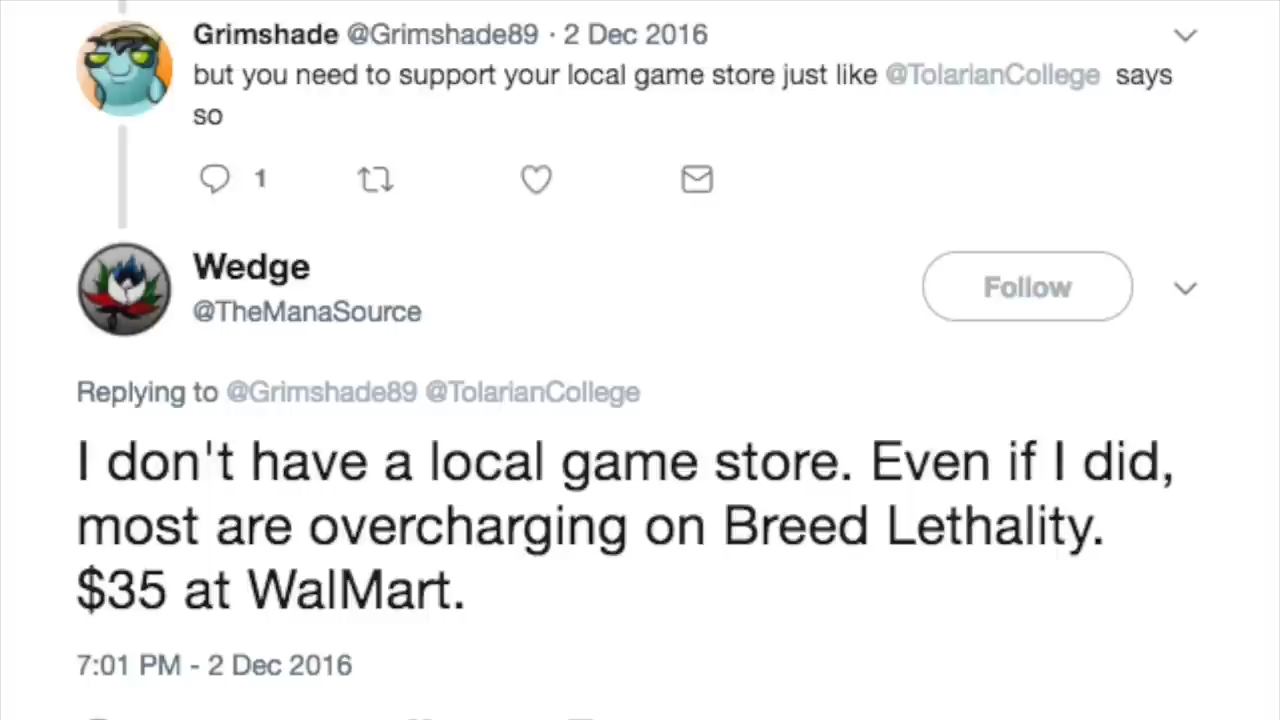 Grimshade @Grimshade89 · 2 Dec 2016
but you need to support your local game store just like @TolarianCollege says
so
1
Wedge
@TheManaSource
Follow
Replying to @Grimshade89 @TolarianCollege
I don't have a local game store. Even if I did,
most are overcharging on Breed Lethality.
$35 at WalMart.
7:01 PM - 2 Dec 2016